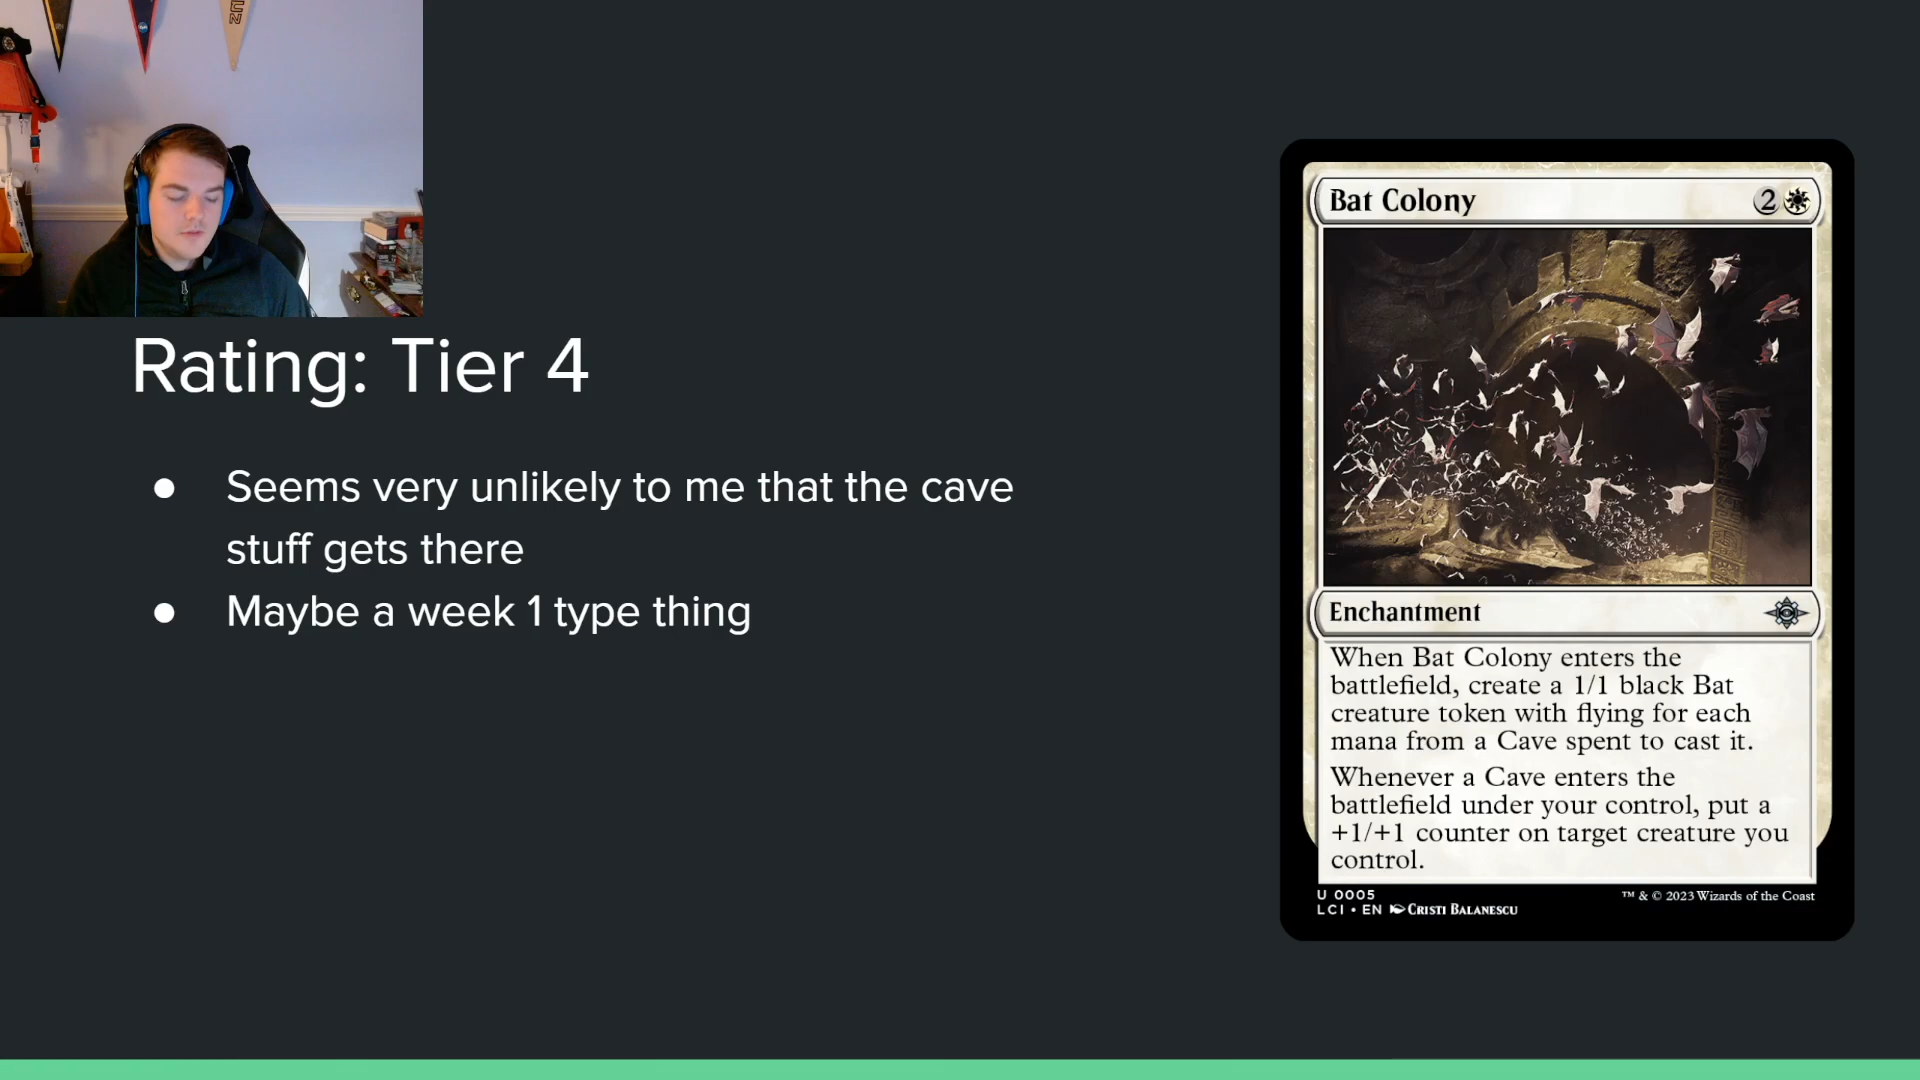 Rating: Tier 4
● Seems very unlikely to me that the cave
stuff gets there
● Maybe a week 1 type thing
Bat Colony 2
Enchantment
When Bat Colony enters the
battlefield, create a 1/1 black Bat
creature token with flying for each
mana from a Cave spent to cast it.
Whenever a Cave enters the
battlefield under your control, put a
+1/+1 counter on target creature you
control.
U 0005
LCI • EN CRISTI BALANESCU
™ & © 2023 Wizards of the Coast